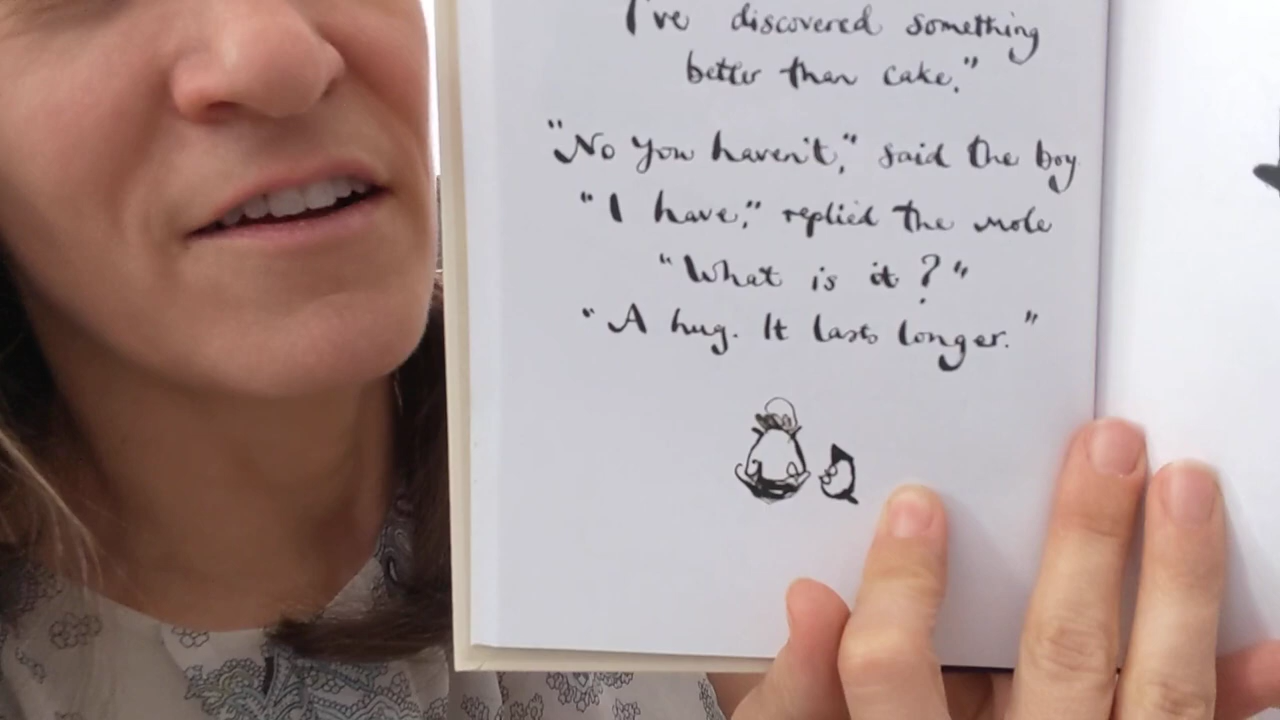 I've discovered something
better than cake."
"No you haven't," said the boy
"I have," replied the mole
"What is it?"
"A hug. It lasts longer."